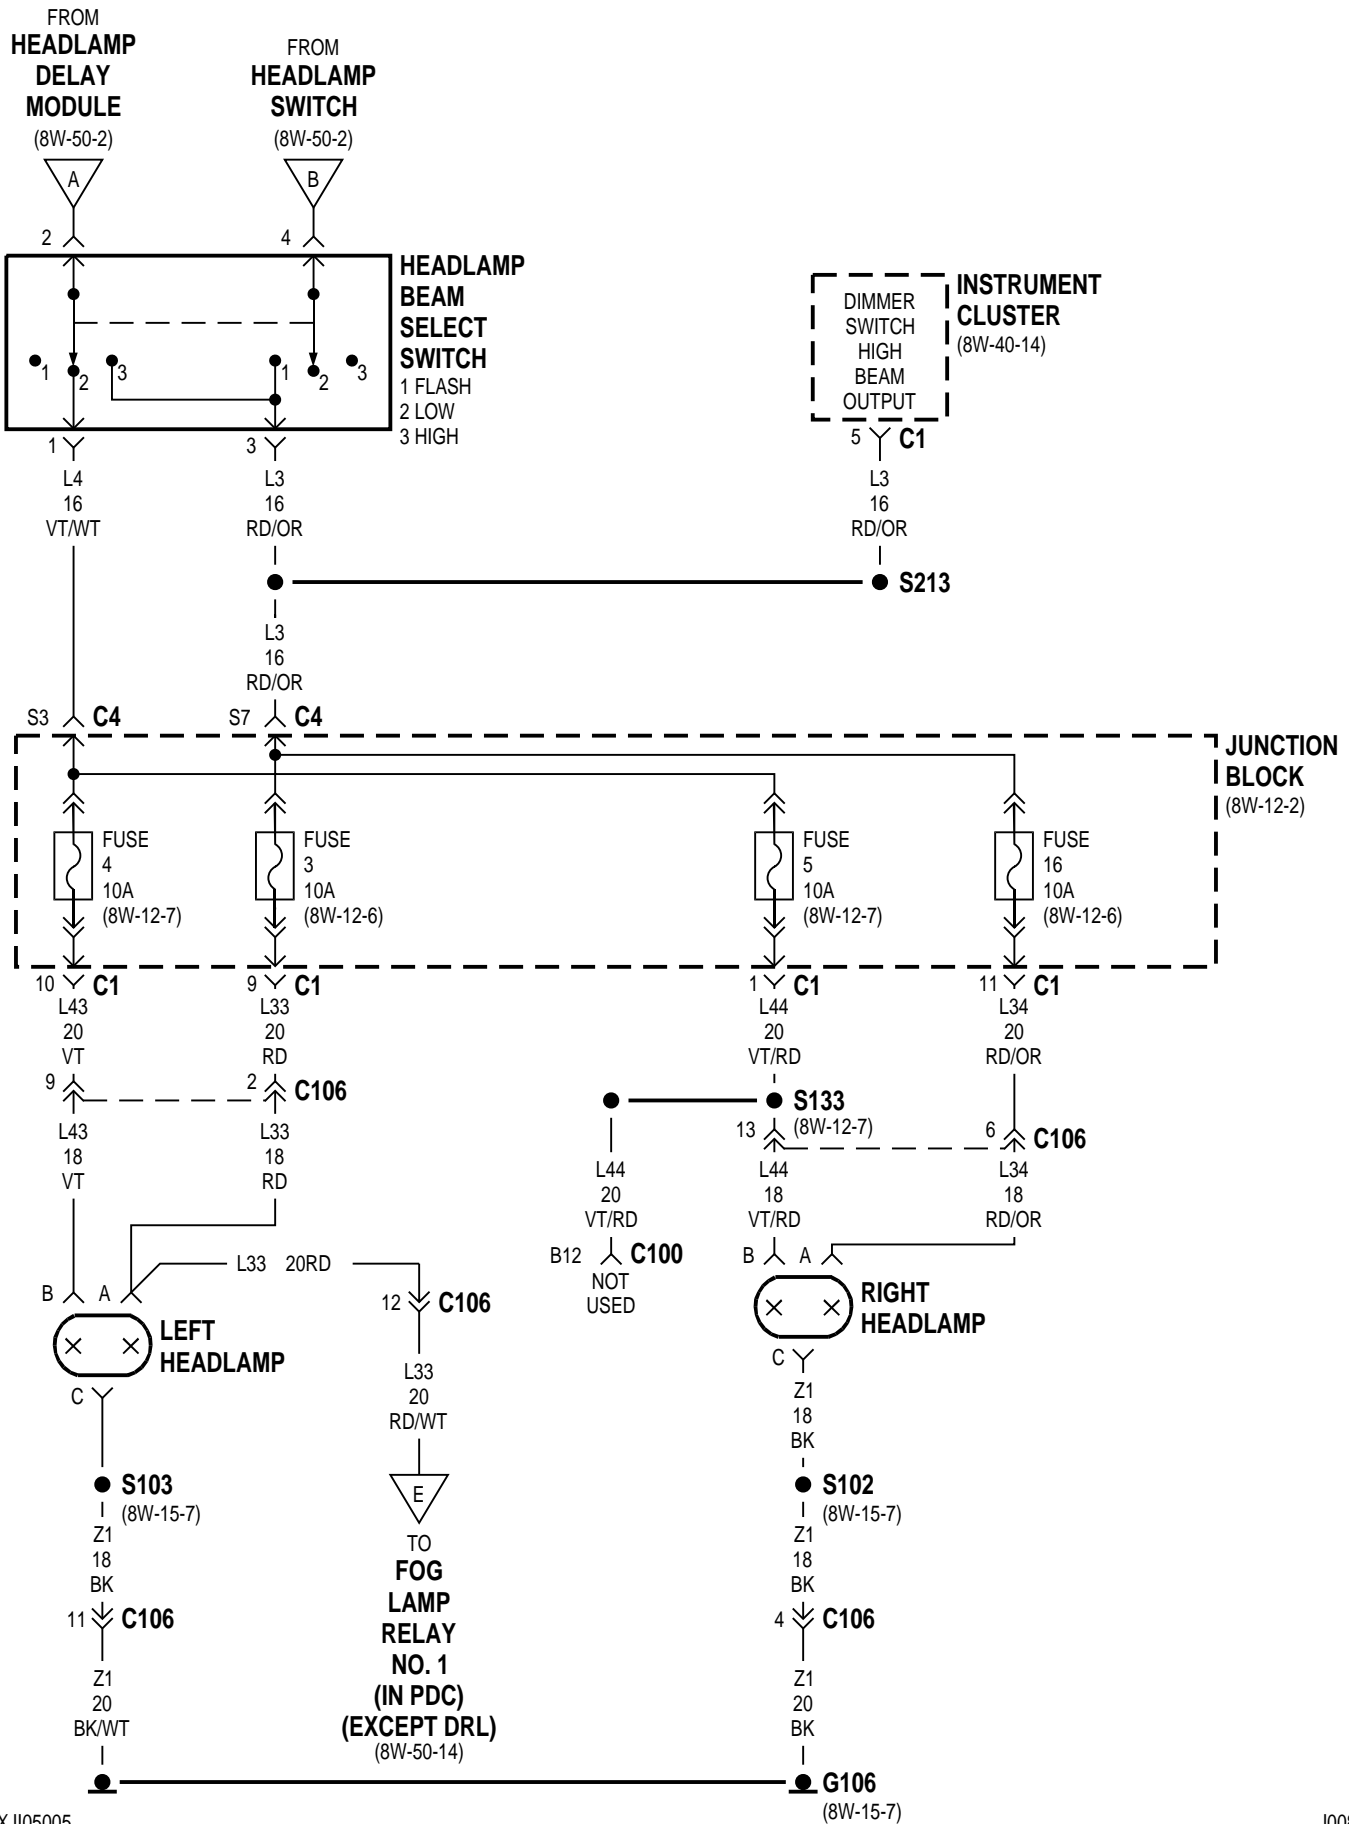 FROM
HEADLAMP
DELAY
MODULE
(8W-50-2)
A
2
FROM
HEADLAMP
SWITCH
(8W-50-2)
B
4
1
2
3
1
2
3
HEADLAMP
BEAM
SELECT
SWITCH
1 FLASH
2 LOW
3 HIGH
DIMMER
SWITCH
HIGH
BEAM
OUTPUT
INSTRUMENT
CLUSTER
(8W-40-14)
1
L4
16
VT/WT
3
L3
16
RD/OR
5 C1
L3
16
RD/OR
S213
L3
16
RD/OR
S3 C4
S7 C4
JUNCTION
BLOCK
(8W-12-2)
FUSE
4
10A
(8W-12-7)
FUSE
3
10A
(8W-12-6)
FUSE
5
10A
(8W-12-7)
FUSE
16
10A
(8W-12-6)
10 C1
L43
20
VT
9
L43
18
VT
9 C1
L33
20
RD
2 C106
L33
18
RD
1 C1
L44
20
VT/RD
S133
(8W-12-7)
13
L44
18
VT/RD
11 C1
L34
20
RD/OR
6 C106
L34
18
RD/OR
L44
20
VT/RD
B12 C100
NOT
USED
B A
LEFT
HEADLAMP
C
L33 20RD
12 C106
L33
20
RD/WT
E
TO
FOG
LAMP
RELAY
NO. 1
(IN PDC)
(EXCEPT DRL)
(8W-50-14)
B A
RIGHT
HEADLAMP
C
Z1
18
BK
S103
(8W-15-7)
Z1
18
BK
11 C106
Z1
20
BK/WT
S102
(8W-15-7)
Z1
18
BK
4 C106
Z1
20
BK
G106
(8W-15-7)